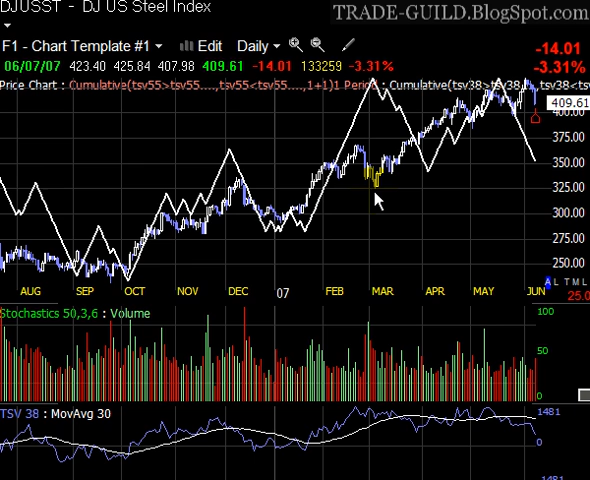 DJUSST - DJ US Steel Index
TRADE-GUILD.BlogSpot.com
F1 - Chart Template #1 Edit Daily
-14.01
06/07/07 423.40 425.84 407.98 409.61 -14.01 133259 -3.31%
-3.31%
Price Chart : Cumulative(tsv55>tsv55...., tsv55<tsv55....,1+1)1 Period : Cumulative(tsv38>tsv38, tsv38<ts
409.61
400.00
375.00
350.00
325.00
300.00
275.00
250.00
A L T M L
AUG SEP OCT NOV DEC 07 FEB MAR APR MAY JUN
25.0
Stochastics 50,3,6 : Volume
100
50
0
TSV 38 : MovAvg 30
1481
0
-1481